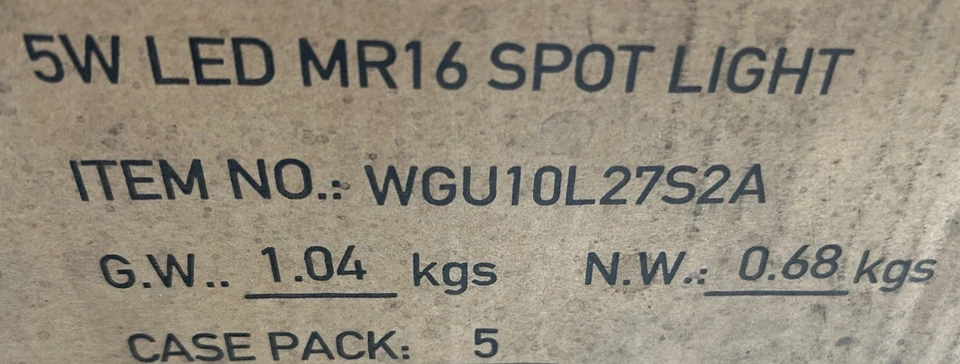 5W LED MR16 SPOT LIGHT
ITEM NO.: WGU10L27S2A
G.W.. 1.04 kgs N.W.: 0.68 kgs
CASE PACK: 5